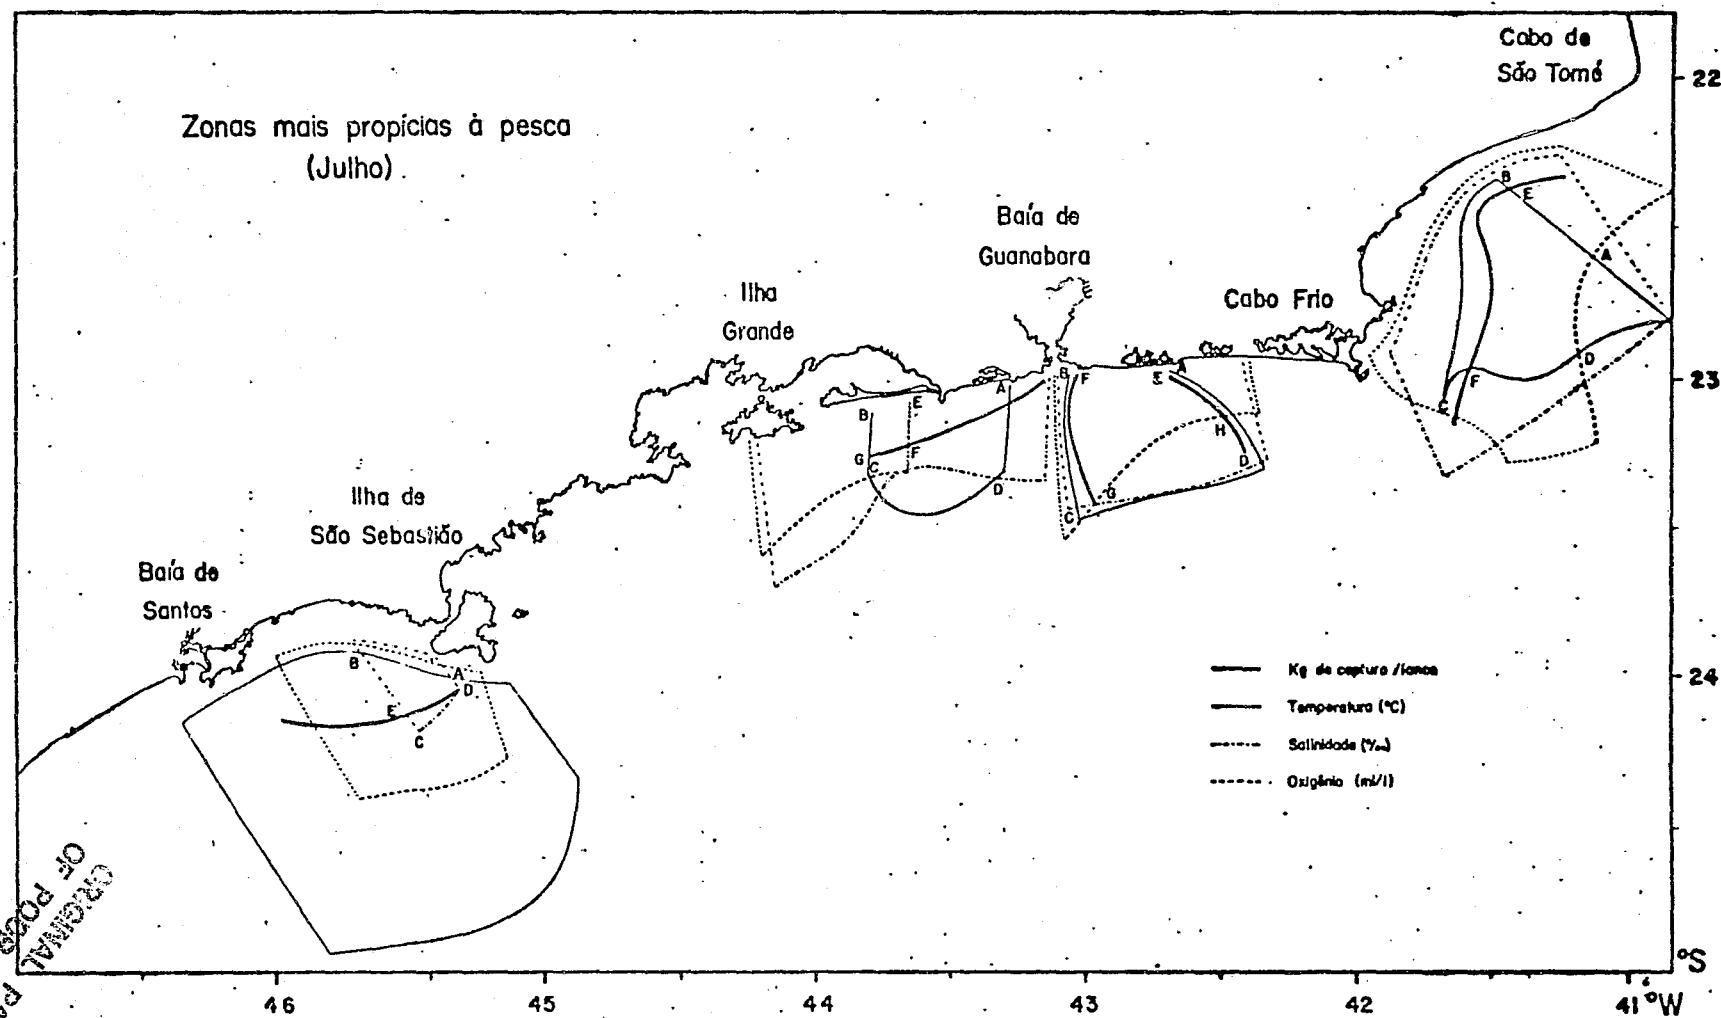 Cabo de
São Tomé
22
Zonas mais propícias à pesca
(Julho)
Baía de
Guanabara
Ilha
Grande
Cabo Frio
B
E
A
D
F
C
23
A
B
E
F
G
C
D
B
F
E
A
H
D
G
C
Ilha de
São Sebastião
Baía de
Santos
B
A
D
E
C
24
Kg de captura /lance
Temperatura (°C)
Salinidade (‰)
Oxigênio (ml/l)
ORIGINAL
OF POOR
°S
46
45
44
43
42
41°W